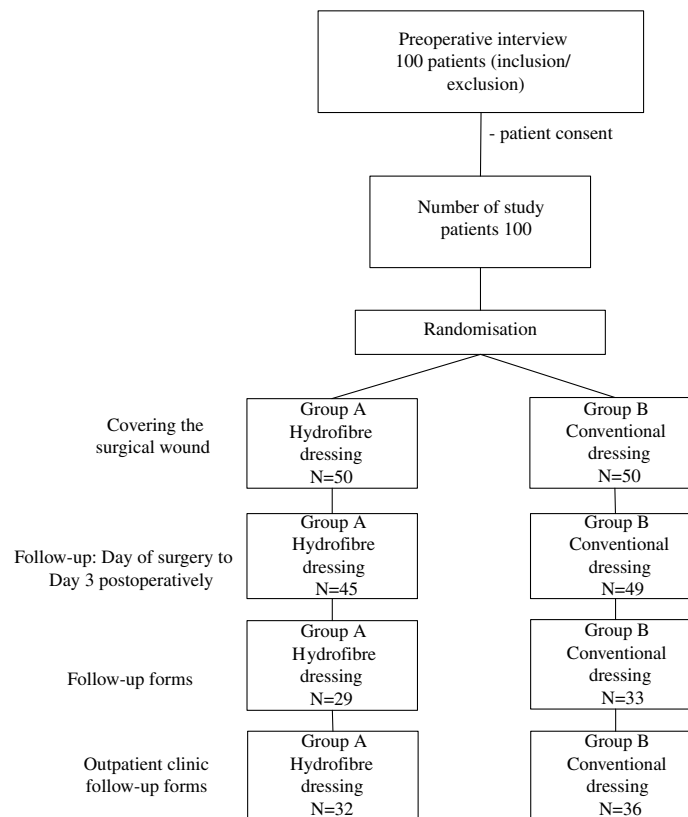 Preoperative interview
100 patients (inclusion/
exclusion)
- patient consent
Number of study
patients 100
Randomisation
Covering the
surgical wound
Group A
Hydrofibre
dressing
N=50
Group B
Conventional
dressing
N=50
Follow-up: Day of surgery to
Day 3 postoperatively
Group A
Hydrofibre
dressing
N=45
Group B
Conventional
dressing
N=49
Follow-up forms
Group A
Hydrofibre
dressing
N=29
Group B
Conventional
dressing
N=33
Outpatient clinic
follow-up forms
Group A
Hydrofibre
dressing
N=32
Group B
Conventional
dressing
N=36